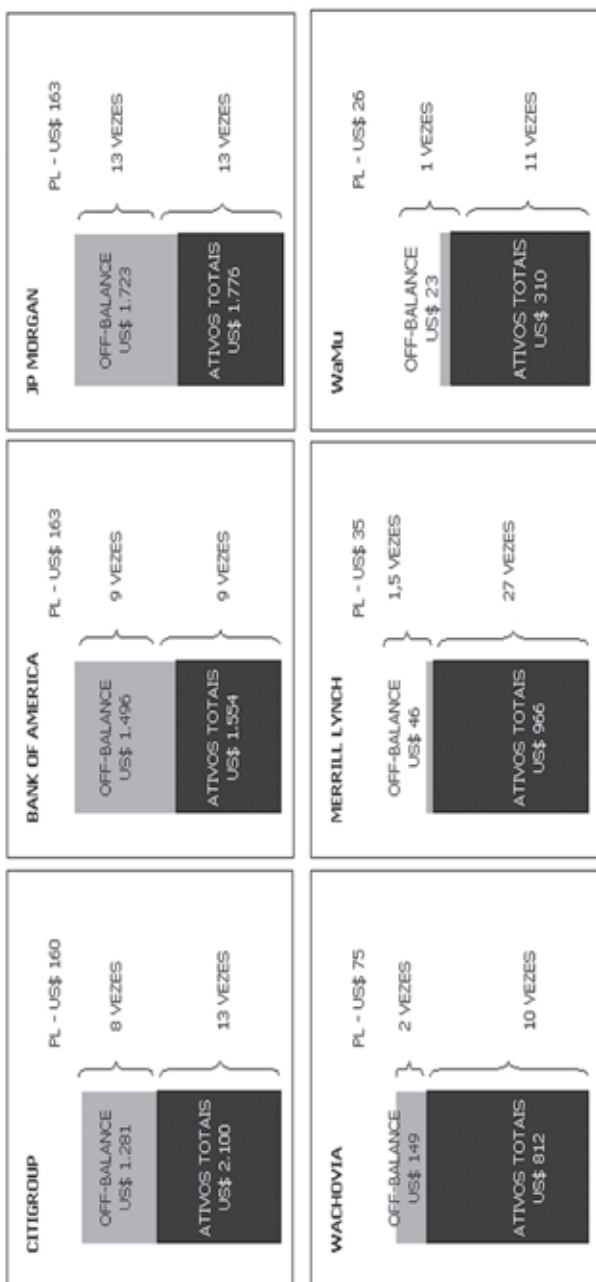 CITIGROUP
PL - US$ 160
OFF-BALANCE
US$ 1.281
8 VEZES
ATIVOS TOTAIS
US$ 2.100
13 VEZES
BANK OF AMERICA
PL - US$ 163
OFF-BALANCE
US$ 1.496
9 VEZES
ATIVOS TOTAIS
US$ 1.554
9 VEZES
JP MORGAN
PL - US$ 163
OFF-BALANCE
US$ 1.723
13 VEZES
ATIVOS TOTAIS
US$ 1.776
13 VEZES
WACHOVIA
PL - US$ 75
OFF-BALANCE
US$ 149
2 VEZES
ATIVOS TOTAIS
US$ 812
10 VEZES
MERRILL LYNCH
PL - US$ 35
OFF-BALANCE
US$ 46
1,5 VEZES
ATIVOS TOTAIS
US$ 966
27 VEZES
WaMu
PL - US$ 26
OFF-BALANCE
US$ 23
1 VEZES
ATIVOS TOTAIS
US$ 310
11 VEZES